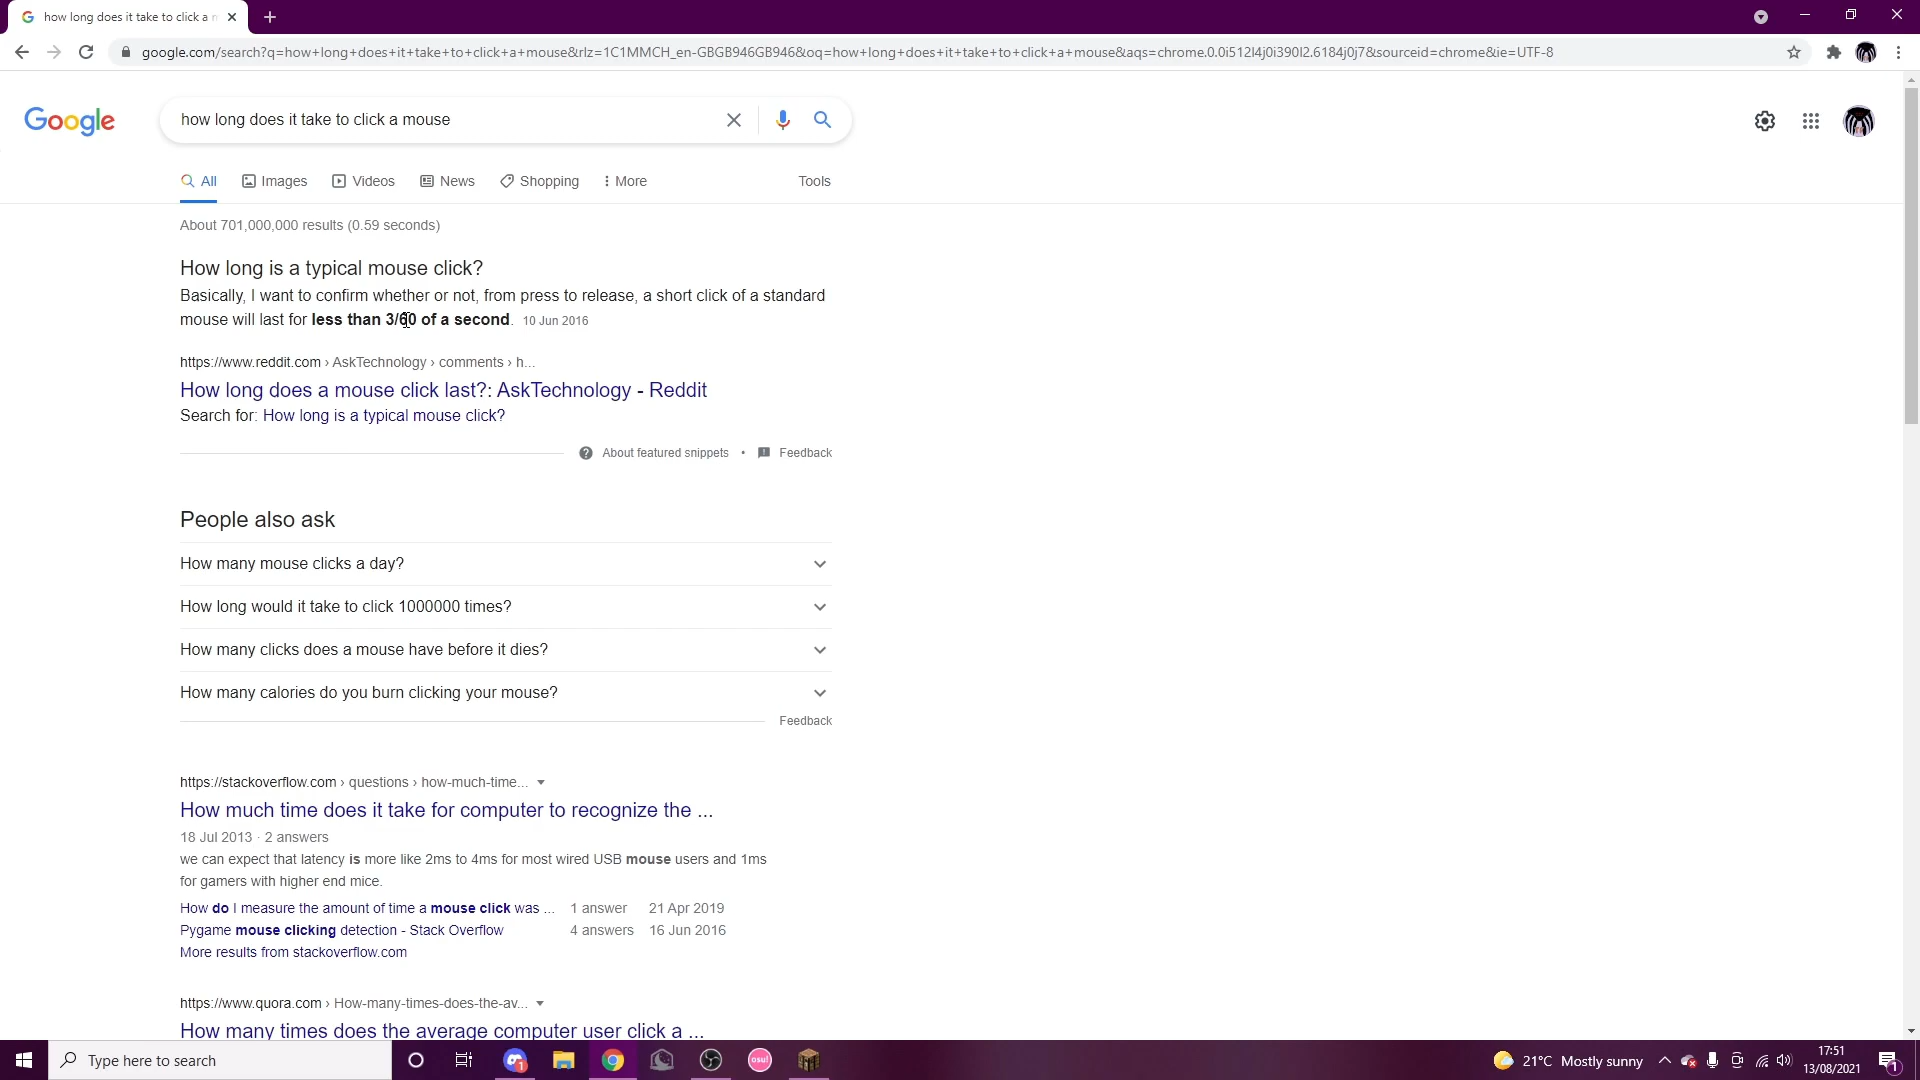 how long does it take to click a m
google.com/search?q=how+long+does+it+take+to+click+a+mouse&rlz=1C1MMCH_en-GBGB946GB946&oq=how+long+does+it+take+to+click+a+mouse&aqs=chrome.0.0i512l4j0i390l2.6184j0j7&sourceid=chrome&ie=UTF-8
Google
how long does it take to click a mouse
All Images Videos News Shopping More Tools
About 701,000,000 results (0.59 seconds)
How long is a typical mouse click?
Basically, I want to confirm whether or not, from press to release, a short click of a standard
mouse will last for less than 3/60 of a second. 10 Jun 2016
https://www.reddit.com › AskTechnology › comments › h...
How long does a mouse click last?: AskTechnology - Reddit
Search for: How long is a typical mouse click?
About featured snippets • Feedback
People also ask
How many mouse clicks a day?
How long would it take to click 1000000 times?
How many clicks does a mouse have before it dies?
How many calories do you burn clicking your mouse?
Feedback
https://stackoverflow.com › questions › how-much-time...
How much time does it take for computer to recognize the ...
18 Jul 2013 · 2 answers
we can expect that latency is more like 2ms to 4ms for most wired USB mouse users and 1ms
for gamers with higher end mice.
How do I measure the amount of time a mouse click was ... 1 answer 21 Apr 2019
Pygame mouse clicking detection - Stack Overflow 4 answers 16 Jun 2016
More results from stackoverflow.com
https://www.quora.com › How-many-times-does-the-av...
How many times does the average computer user click a ...
Type here to search
1
osu!
21°C Mostly sunny
17:51
13/08/2021
1